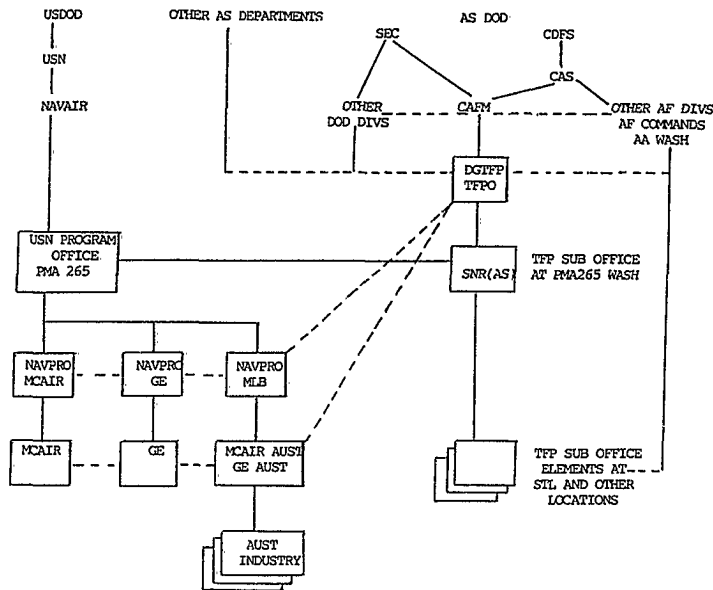 USDOD
OTHER AS DEPARTMENTS
AS DOD
SEC
CDFS
USN
CAS
NAVAIR
OTHER
DOD DIVS
CAFM
OTHER AF DIVS
AF COMMANDS
AA WASH
DGTFP
TFPO
USN PROGRAM
OFFICE
PMA 265
SNR(AS)
TFP SUB OFFICE
AT PMA265 WASH
NAVPRO
MCAIR
NAVPRO
GE
NAVPRO
MLB
MCAIR
GE
MCAIR AUST
GE AUST
TFP SUB OFFICE
ELEMENTS AT
STL AND OTHER
LOCATIONS
AUST
INDUSTRY